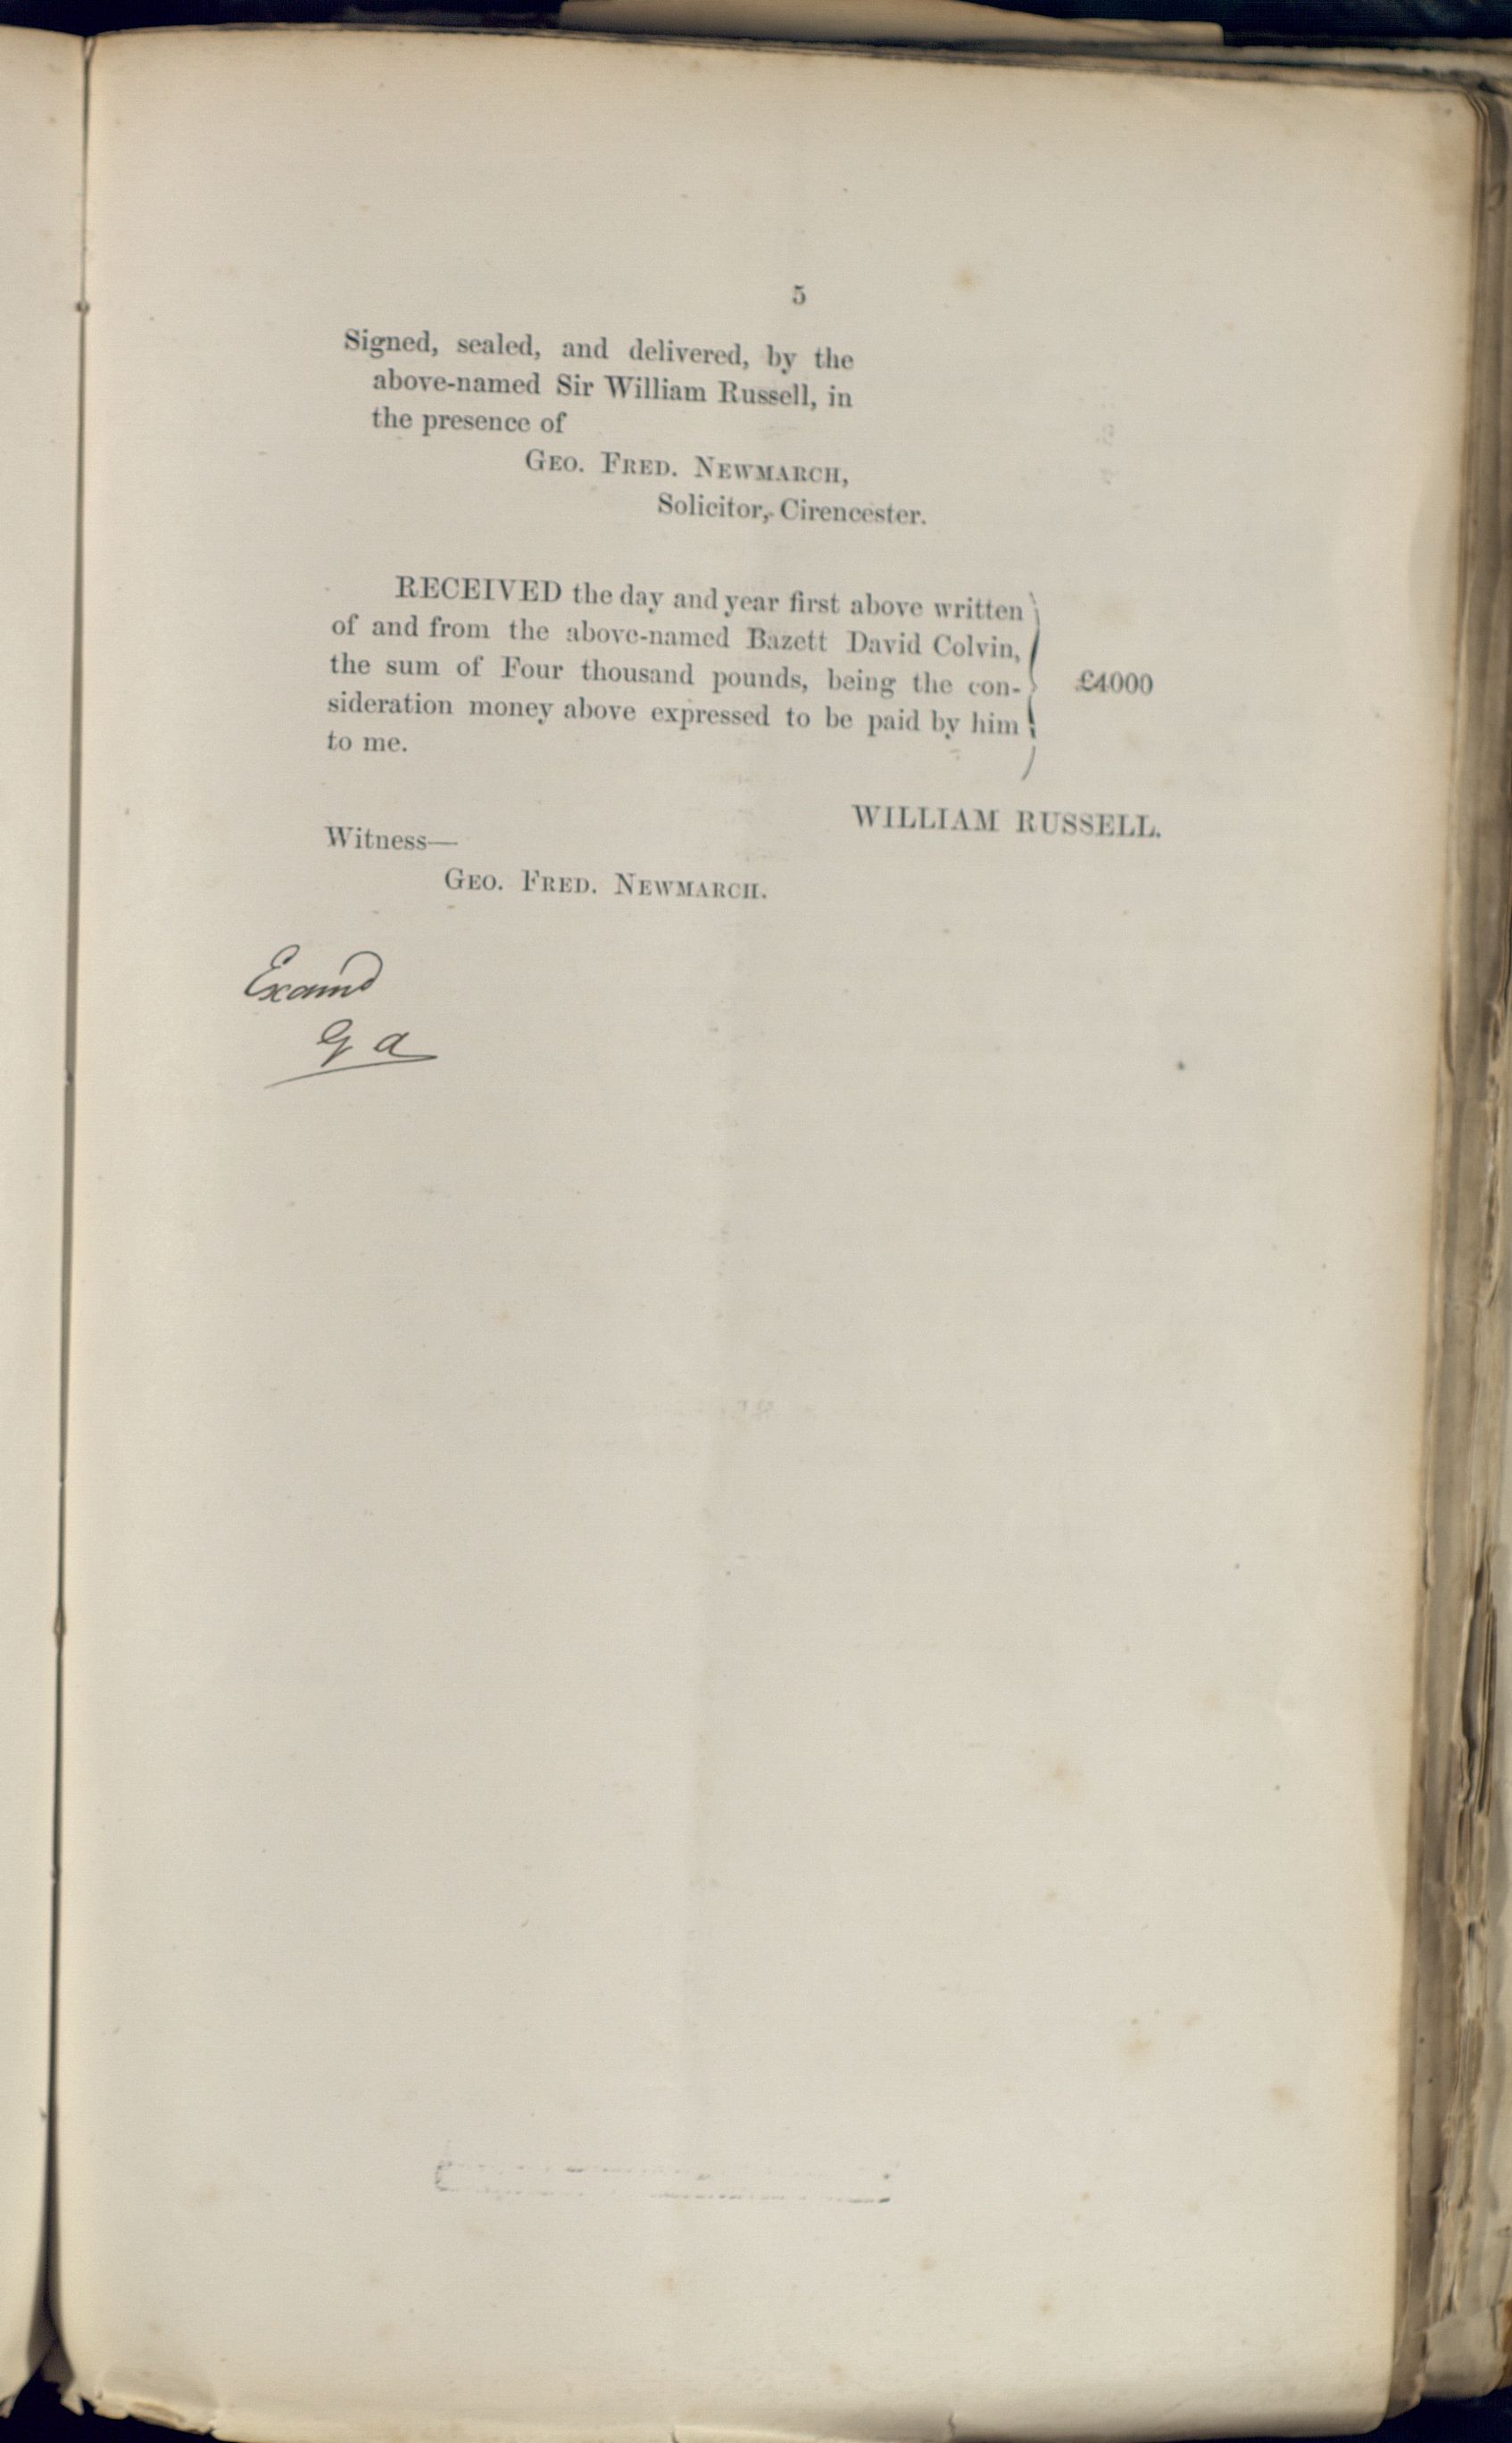 5
Signed, sealed, and delivered, by the
above-named Sir William Russell, in
the presence of
GEO. FRED. NEWMARCH,
Solicitor, Cirencester.
RECEIVED the day and year first above written
of and from the above-named Bazett David Colvin,
the sum of Four thousand pounds, being the con-
sideration money above expressed to be paid by him
to me.
£4000
WILLIAM RUSSELL.
Witness—
GEO. FRED. NEWMARCH.
Examd
G a